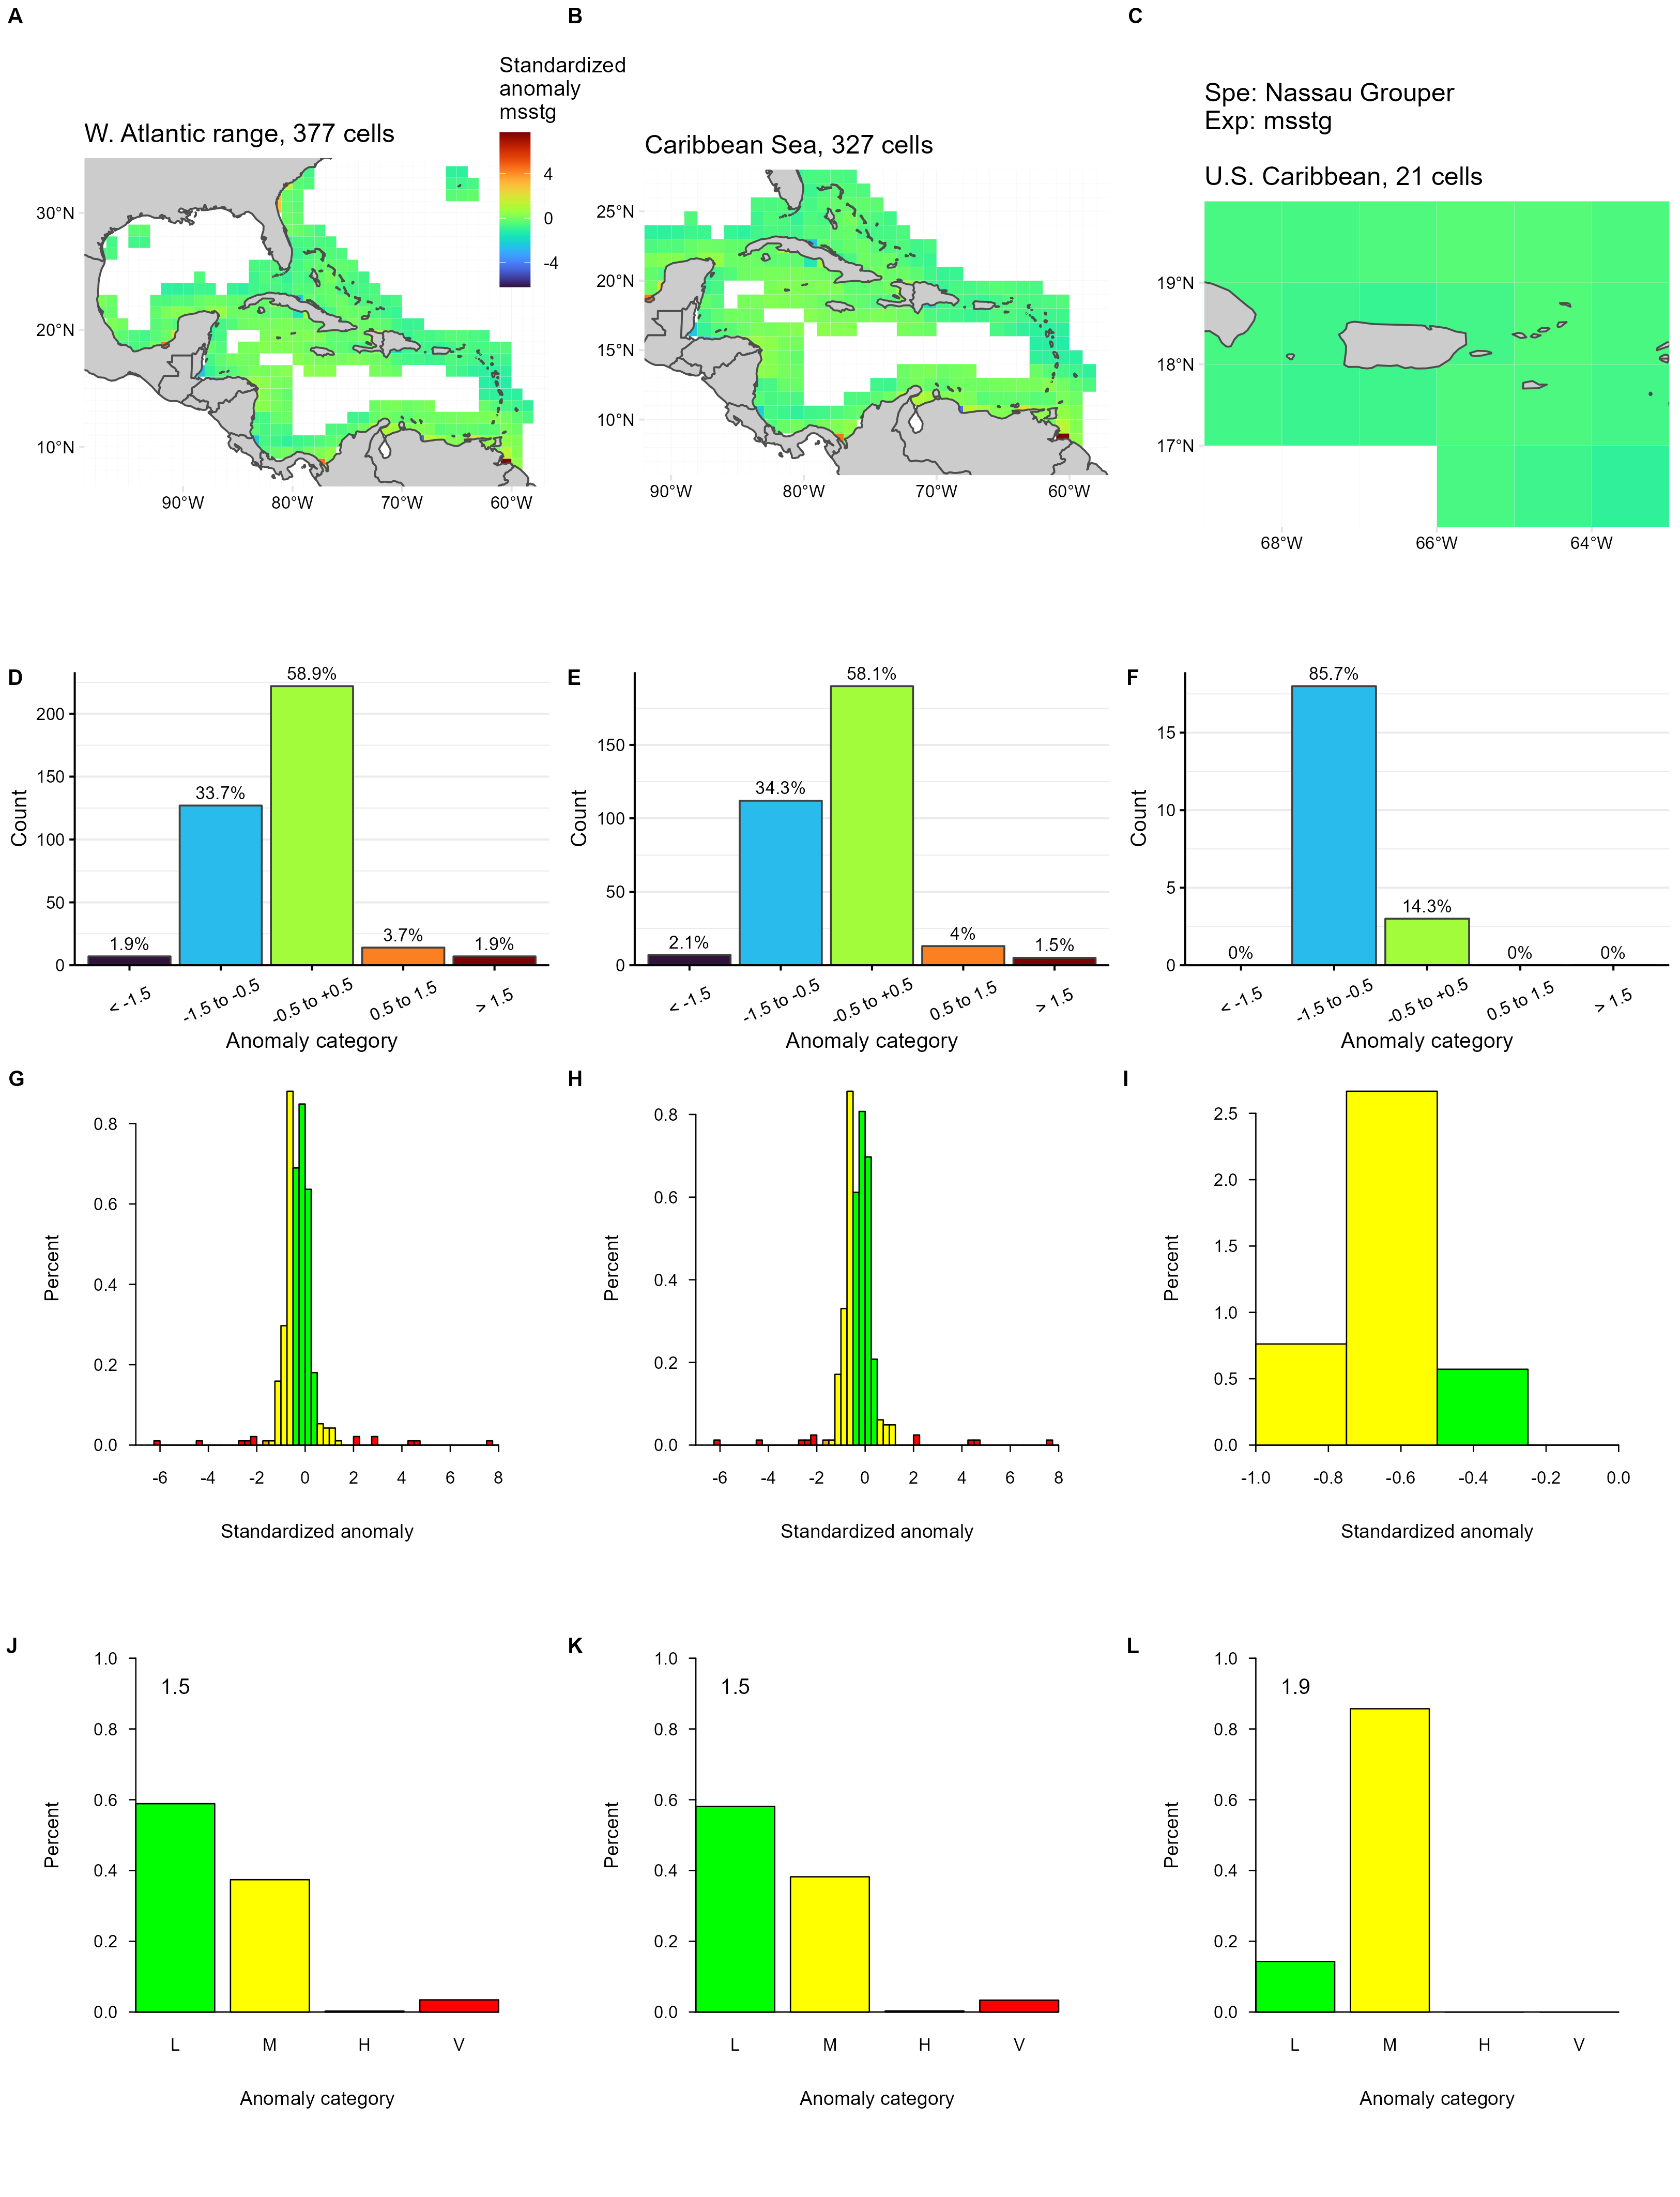 A
B
C
Standardized
anomaly
msstg
4
0
-4
W. Atlantic range, 377 cells
30°N
20°N
10°N
90°W
80°W
70°W
60°W
Caribbean Sea, 327 cells
25°N
20°N
15°N
10°N
90°W
80°W
70°W
60°W
Spe: Nassau Grouper
Exp: msstg
U.S. Caribbean, 21 cells
19°N
18°N
17°N
68°W
66°W
64°W
D
Count
200
150
100
50
0
1.9%
33.7%
58.9%
3.7%
1.9%
< -1.5
-1.5 to -0.5
-0.5 to +0.5
0.5 to 1.5
> 1.5
Anomaly category
E
Count
150
100
50
0
2.1%
34.3%
58.1%
4%
1.5%
< -1.5
-1.5 to -0.5
-0.5 to +0.5
0.5 to 1.5
> 1.5
Anomaly category
F
Count
15
10
5
0
0%
85.7%
14.3%
0%
0%
< -1.5
-1.5 to -0.5
-0.5 to +0.5
0.5 to 1.5
> 1.5
Anomaly category
G
Percent
0.8
0.6
0.4
0.2
0.0
-6 -4 -2 0 2 4 6 8
Standardized anomaly
H
Percent
0.8
0.6
0.4
0.2
0.0
-6 -4 -2 0 2 4 6 8
Standardized anomaly
I
Percent
2.5
2.0
1.5
1.0
0.5
0.0
-1.0 -0.8 -0.6 -0.4 -0.2 0.0
Standardized anomaly
J
Percent
1.0
0.8
0.6
0.4
0.2
0.0
1.5
L M H V
Anomaly category
K
Percent
1.0
0.8
0.6
0.4
0.2
0.0
1.5
L M H V
Anomaly category
L
Percent
1.0
0.8
0.6
0.4
0.2
0.0
1.9
L M H V
Anomaly category